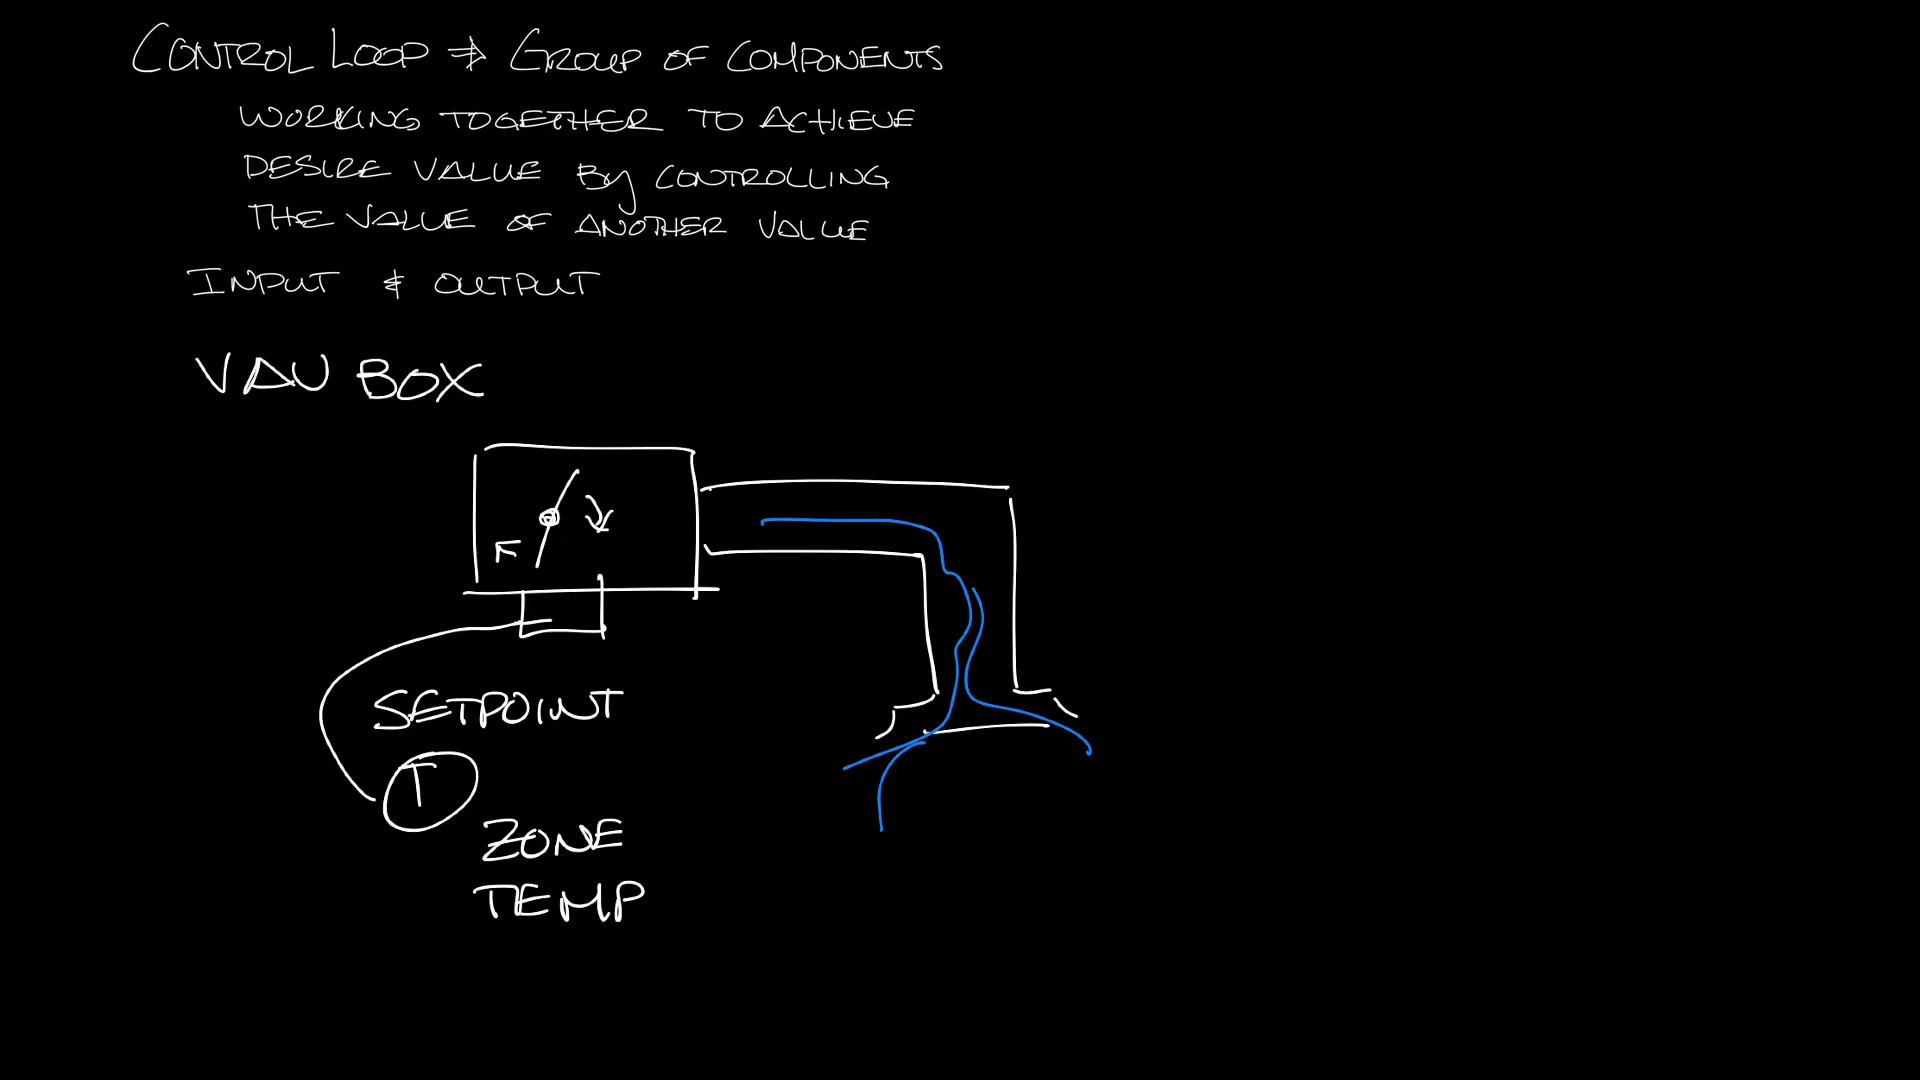 CONTROL LOOP ⇒ GROUP OF COMPONENTS
WORKING TOGETHER TO ACHIEVE
DESIRE VALUE By CONTROLLING
THE VALUE OF ANOTHER VALUE
INPUT & OUTPUT
VAV BOX
SETPOINT
T
ZONE
TEMP